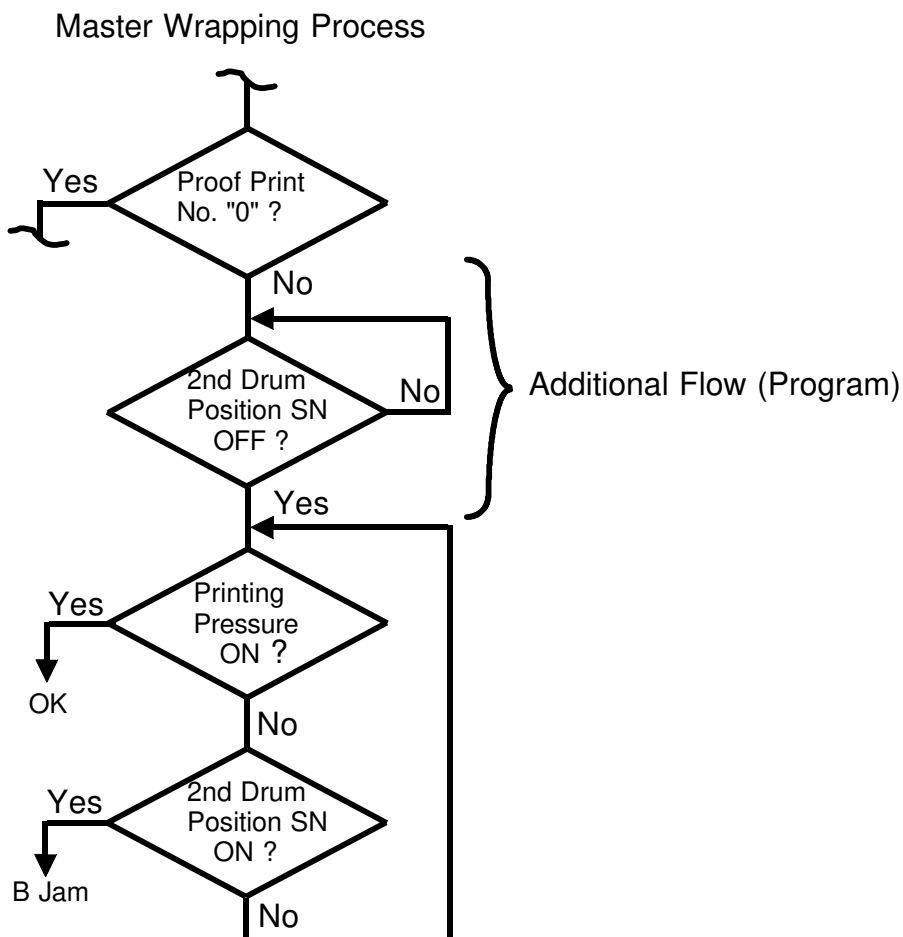 Master Wrapping Process
Yes
Proof Print
No. "0" ?
No
2nd Drum
Position SN
OFF ?
No
Additional Flow (Program)
Yes
Printing
Pressure
ON ?
Yes
OK
No
2nd Drum
Position SN
ON ?
Yes
B Jam
No